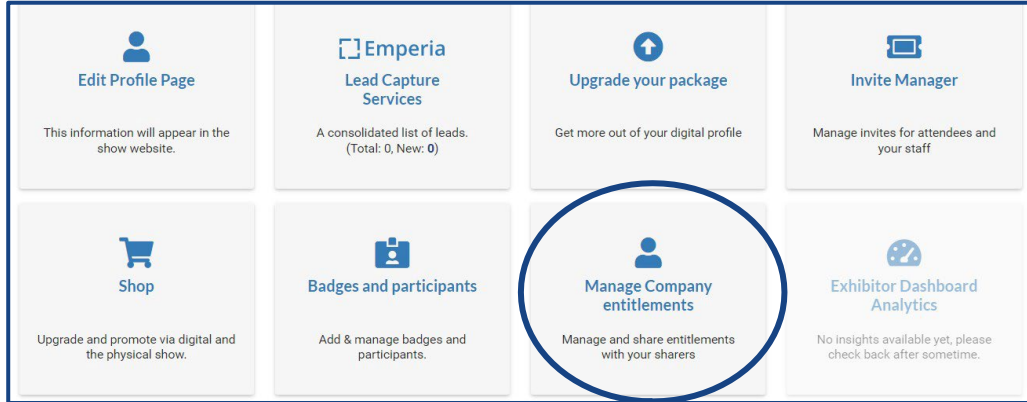 Edit Profile Page
This information will appear in the
show website.
Emperia
Lead Capture
Services
A consolidated list of leads.
(Total: 0, New: 0)
Upgrade your package
Get more out of your digital profile
Invite Manager
Manage invites for attendees and
your staff
Shop
Upgrade and promote via digital and
the physical show.
Badges and participants
Add & manage badges and
participants.
Manage Company
entitlements
Manage and share entitlements
with your sharers
Exhibitor Dashboard
Analytics
No insights available yet, please
check back after sometime.